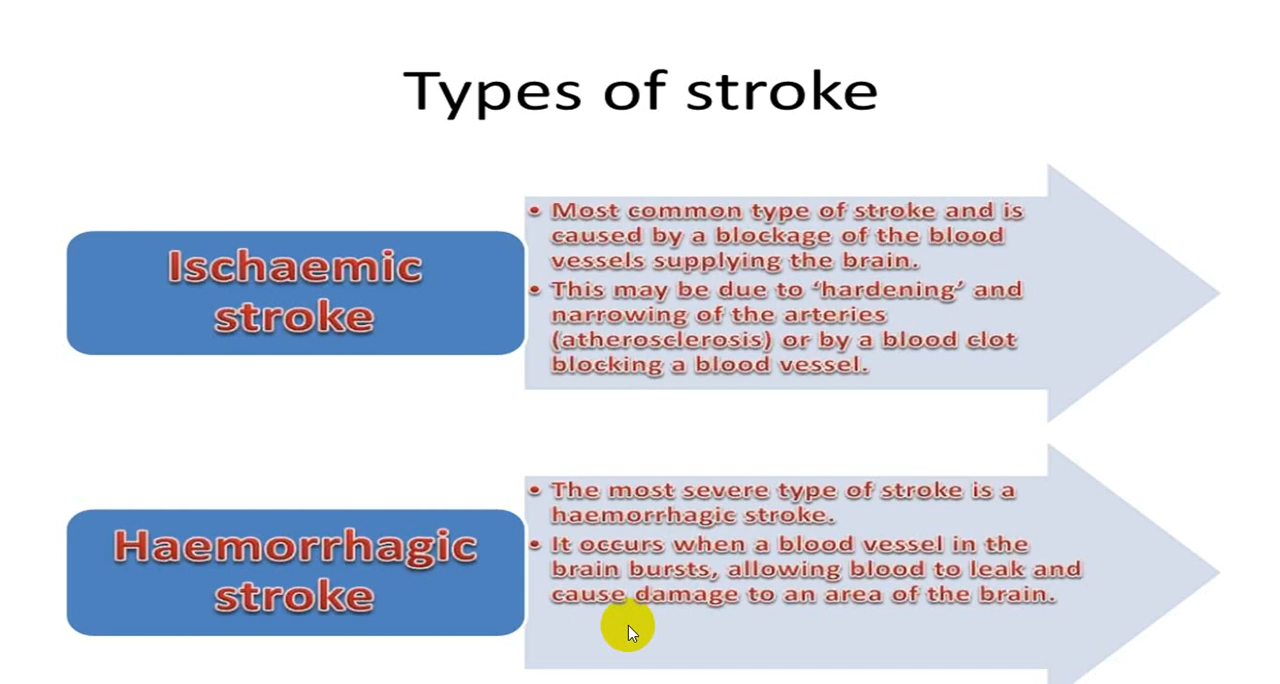 Types of stroke
Ischaemic
stroke
• Most common type of stroke and is
caused by a blockage of the blood
vessels supplying the brain.
• This may be due to ‘hardening’ and
narrowing of the arteries
(atherosclerosis) or by a blood clot
blocking a blood vessel.
Haemorrhagic
stroke
• The most severe type of stroke is a
haemorrhagic stroke.
• It occurs when a blood vessel in the
brain bursts, allowing blood to leak and
cause damage to an area of the brain.